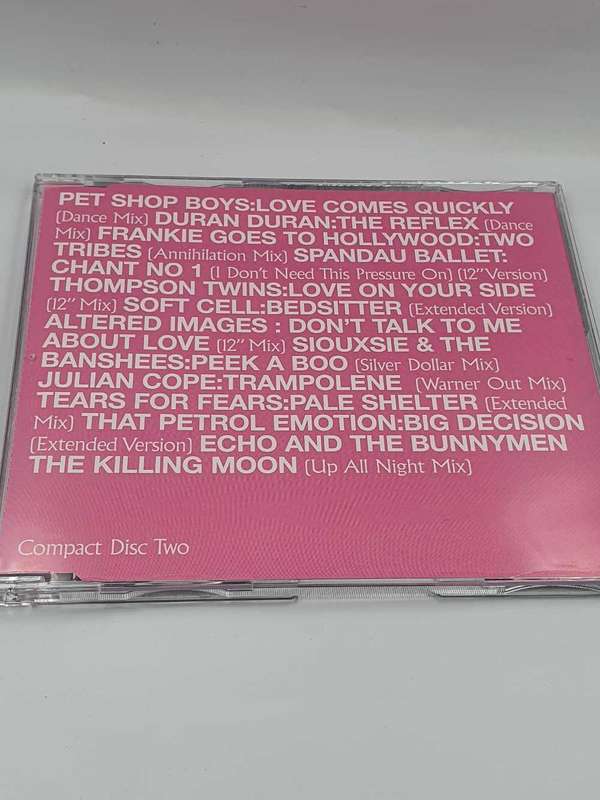 PET SHOP BOYS:LOVE COMES QUICKLY
(Dance Mix) DURAN DURAN:THE REFLEX (Dance
Mix) FRANKIE GOES TO HOLLYWOOD:TWO
TRIBES (Annihilation Mix) SPANDAU BALLET:
CHANT NO 1 (I Don't Need This Pressure On) (12" Version)
THOMPSON TWINS:LOVE ON YOUR SIDE
(12" Mix) SOFT CELL:BEDSITTER (Extended Version)
ALTERED IMAGES : DON'T TALK TO ME
ABOUT LOVE (12" Mix) SIOUXSIE & THE
BANSHEES:PEEK A BOO (Silver Dollar Mix)
JULIAN COPE:TRAMPOLENE (Warner Out Mix)
TEARS FOR FEARS:PALE SHELTER (Extended
Mix) THAT PETROL EMOTION:BIG DECISION
(Extended Version) ECHO AND THE BUNNYMEN
THE KILLING MOON (Up All Night Mix)
Compact Disc Two